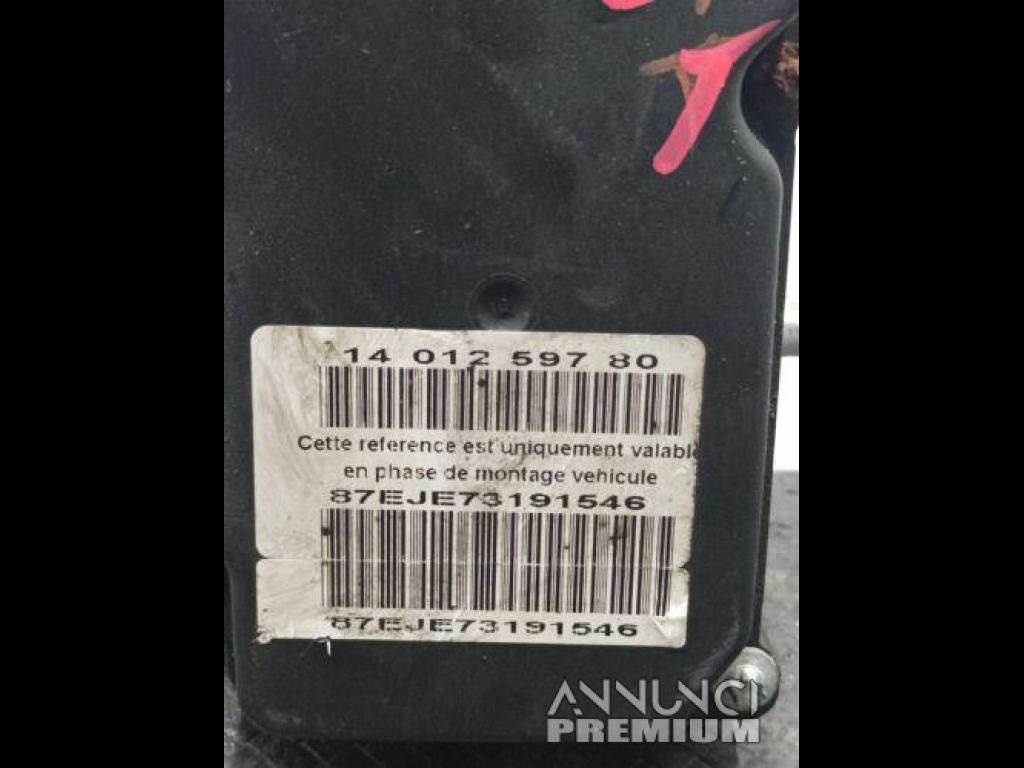 14 012 597 80
Cette reference est uniquement valable
en phase de montage vehicule
87EJE73191546
87EJE73191546
ANNUNCI
PREMIUM